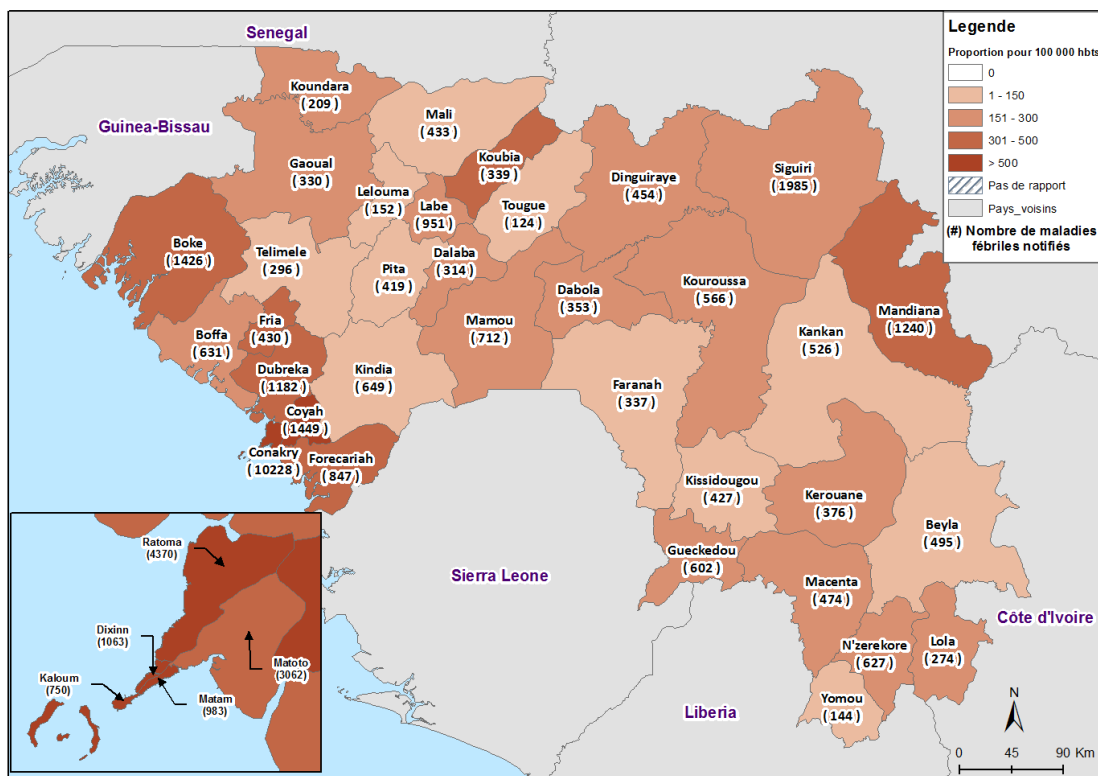 Senegal
Guinea-Bissau
Koundara
( 209 )
Mali
( 433 )
Gaoual
( 330 )
Koubia
( 339 )
Lelouma
( 152 )
Labe
( 951 )
Tougue
( 124 )
Dinguiraye
( 454 )
Siguiri
( 1985 )
Boke
( 1426 )
Telimele
( 296 )
Pita
( 419 )
Dalaba
( 314 )
Dabola
( 353 )
Kouroussa
( 566 )
Mandiana
( 1240 )
Kankan
( 526 )
Mamou
( 712 )
Boffa
( 631 )
Fria
( 430 )
Dubreka
( 1182 )
Kindia
( 649 )
Faranah
( 337 )
Coyah
( 1449 )
Conakry
( 10228 )
Forecariah
( 847 )
Kissidougou
( 427 )
Kerouane
( 376 )
Beyla
( 495 )
Gueckedou
( 602 )
Macenta
( 474 )
N'zerekore
( 627 )
Lola
( 274 )
Yomou
( 144 )
Sierra Leone
Liberia
Côte d'Ivoire
Legende
Proportion pour 100 000 hbts
0
1 - 150
151 - 300
301 - 500
> 500
Pas de rapport
Pays_voisins
(#) Nombre de maladies
fébriles notifiés
Ratoma
(4370)
Dixinn
(1063)
Kaloum
(750)
Matam
(983)
Matoto
(3062)
N
0 45 90 Km